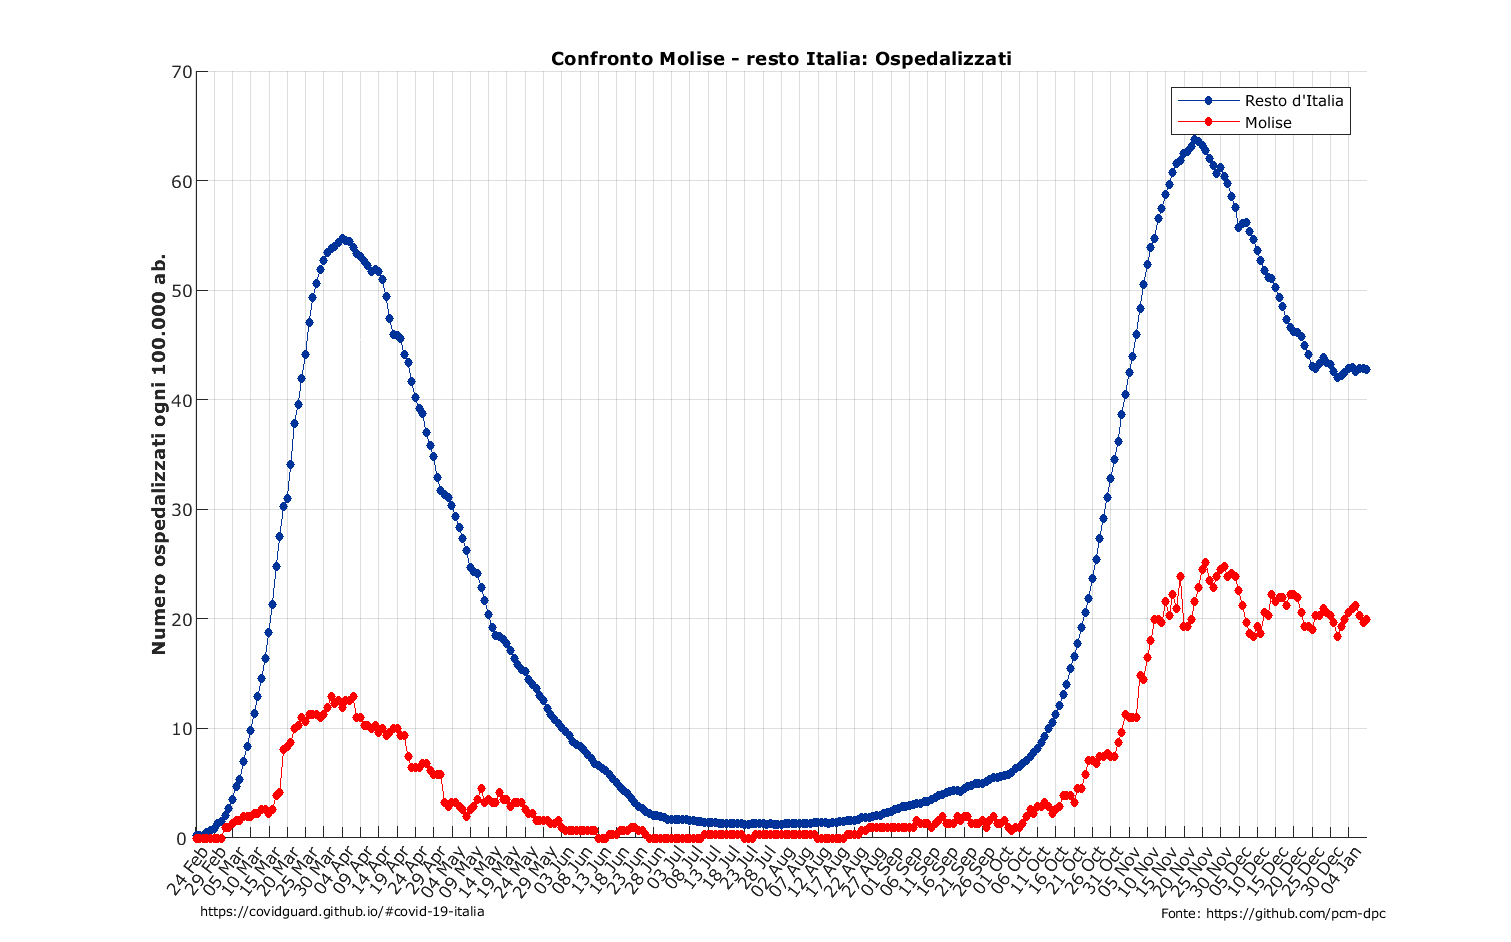 Confronto Molise - resto Italia: Ospedalizzati
Numero ospedalizzati ogni 100.000 ab.
70
60
50
40
30
20
10
0
Resto d'Italia
Molise
24 Feb
29 Feb
05 Mar
10 Mar
15 Mar
20 Mar
25 Mar
30 Mar
04 Apr
09 Apr
14 Apr
19 Apr
24 Apr
29 Apr
04 May
09 May
14 May
19 May
24 May
29 May
03 Jun
08 Jun
13 Jun
18 Jun
23 Jun
28 Jun
03 Jul
08 Jul
13 Jul
18 Jul
23 Jul
28 Jul
02 Aug
07 Aug
12 Aug
17 Aug
22 Aug
27 Aug
01 Sep
06 Sep
11 Sep
16 Sep
21 Sep
26 Sep
01 Oct
06 Oct
11 Oct
16 Oct
21 Oct
26 Oct
31 Oct
05 Nov
10 Nov
15 Nov
20 Nov
25 Nov
30 Nov
05 Dec
10 Dec
15 Dec
20 Dec
25 Dec
30 Dec
04 Jan
https://covidguard.github.io/#covid-19-italia
Fonte: https://github.com/pcm-dpc